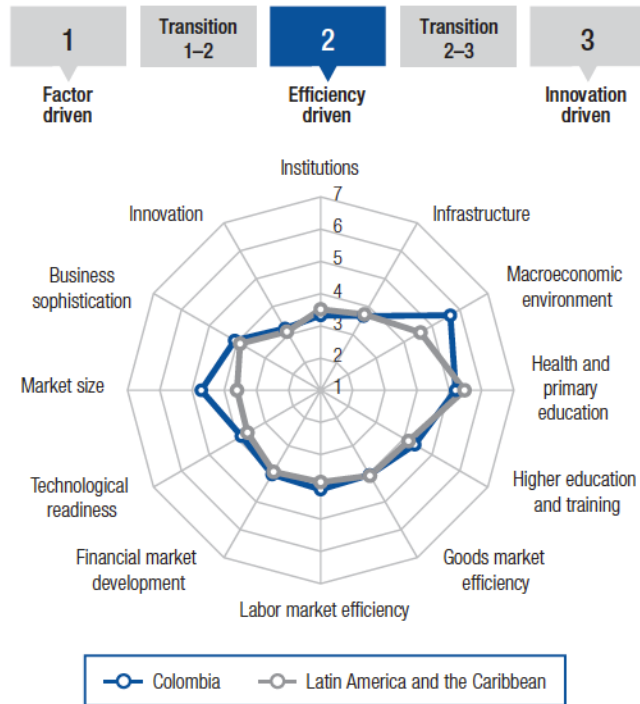 1
Transition
1–2
2
Transition
2–3
3
Factor
driven
Efficiency
driven
Innovation
driven
Institutions
7
6
5
4
3
2
1
Infrastructure
Macroeconomic
environment
Health and
primary
education
Higher education
and training
Goods market
efficiency
Labor market efficiency
Financial market
development
Technological
readiness
Market size
Business
sophistication
Innovation
Colombia
Latin America and the Caribbean